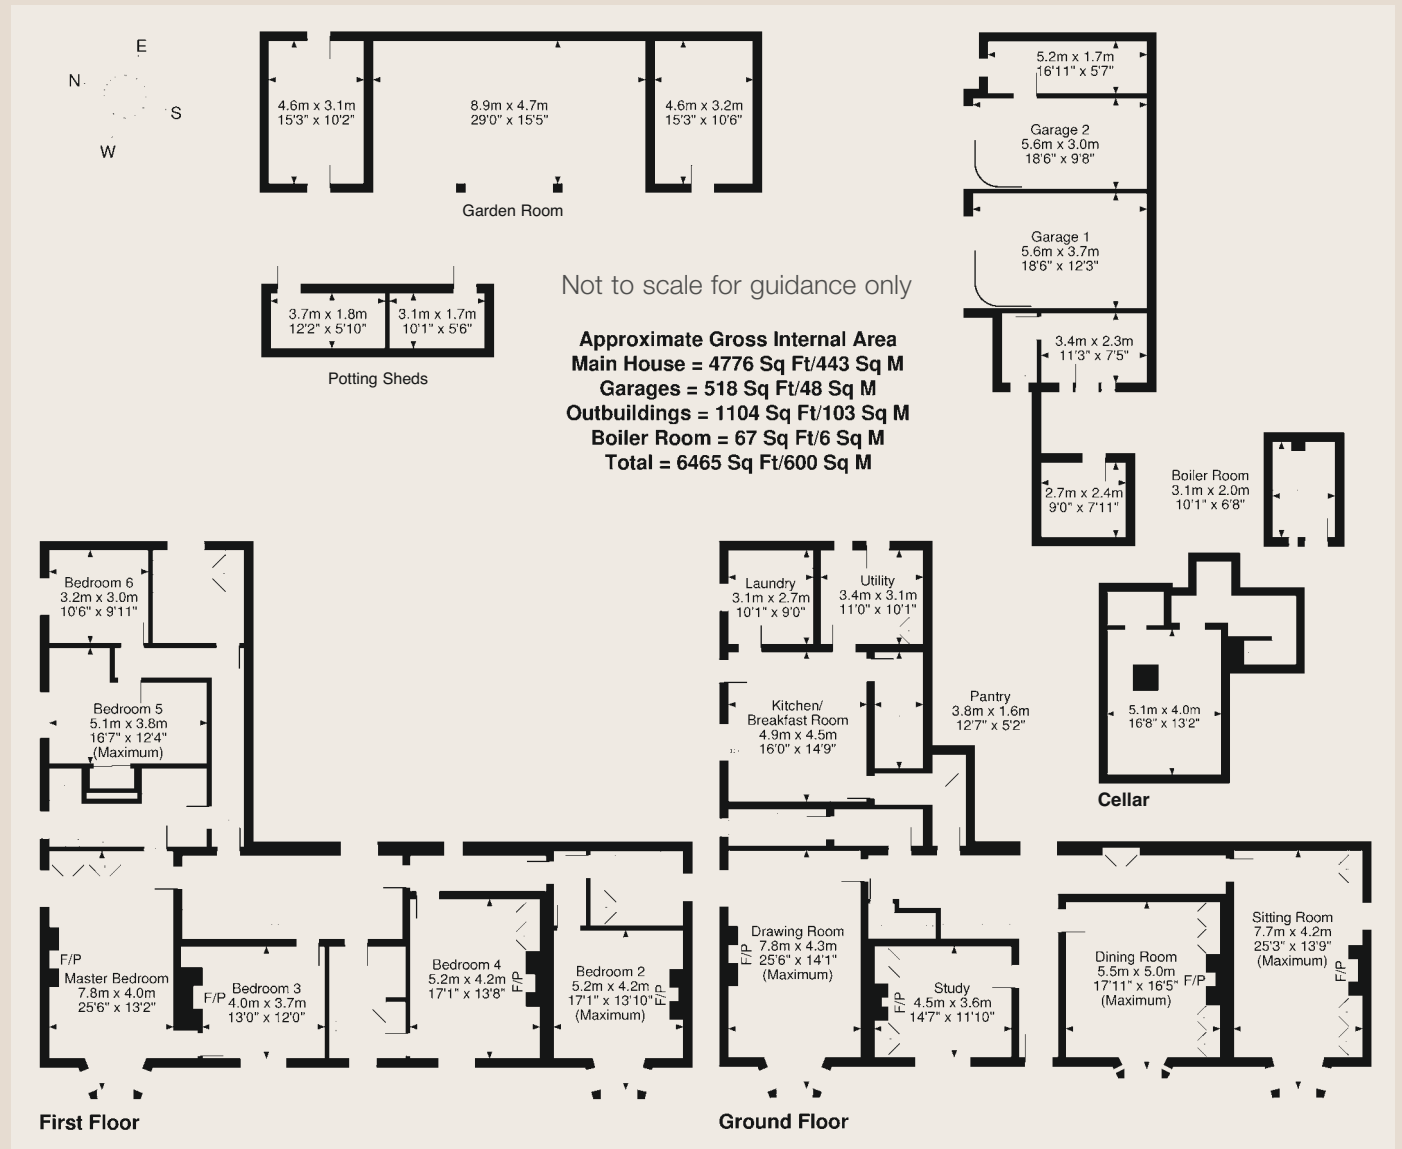 E
N
S
W
4.6m x 3.1m
15'3" x 10'2"
8.9m x 4.7m
29'0" x 15'5"
4.6m x 3.2m
15'3" x 10'6"
Garden Room
5.2m x 1.7m
16'11" x 5'7"
Garage 2
5.6m x 3.0m
18'6" x 9'8"
Garage 1
5.6m x 3.7m
18'6" x 12'3"
3.4m x 2.3m
11'3" x 7'5"
3.7m x 1.8m
12'2" x 5'10"
3.1m x 1.7m
10'1" x 5'6"
Potting Sheds
Not to scale for guidance only
Approximate Gross Internal Area
Main House = 4776 Sq Ft/443 Sq M
Garages = 518 Sq Ft/48 Sq M
Outbuildings = 1104 Sq Ft/103 Sq M
Boiler Room = 67 Sq Ft/6 Sq M
Total = 6465 Sq Ft/600 Sq M
2.7m x 2.4m
9'0" x 7'11"
Boiler Room
3.1m x 2.0m
10'1" x 6'8"
Bedroom 6
3.2m x 3.0m
10'6" x 9'11"
Bedroom 5
5.1m x 3.8m
16'7" x 12'4"
(Maximum)
F/P
Master Bedroom
7.8m x 4.0m
25'6" x 13'2"
F/P
Bedroom 3
4.0m x 3.7m
13'0" x 12'0"
Bedroom 4
5.2m x 4.2m
17'1" x 13'8"
F/P
Bedroom 2
5.2m x 4.2m
17'1" x 13'10"
(Maximum)
F/P
First Floor
Laundry
3.1m x 2.7m
10'1" x 9'0"
Utility
3.4m x 3.1m
11'0" x 10'1"
Kitchen/
Breakfast Room
4.9m x 4.5m
16'0" x 14'9"
Pantry
3.8m x 1.6m
12'7" x 5'2"
5.1m x 4.0m
16'8" x 13'2"
Cellar
F/P
Drawing Room
7.8m x 4.3m
25'6" x 14'1"
(Maximum)
F/P
Study
4.5m x 3.6m
14'7" x 11'10"
Dining Room
5.5m x 5.0m
17'11" x 16'5"
(Maximum)
F/P
Sitting Room
7.7m x 4.2m
25'3" x 13'9"
(Maximum)
F/P
Ground Floor